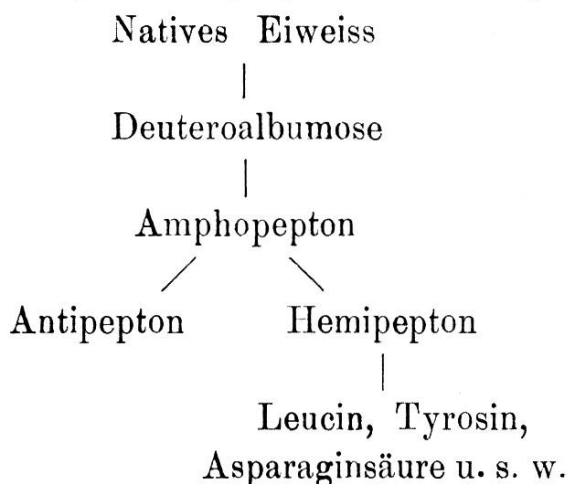 Natives Eiweiss
Deuteroalbumose
Amphopepton
Antipepton Hemipepton
Leucin, Tyrosin,
Asparaginsäure u. s. w.